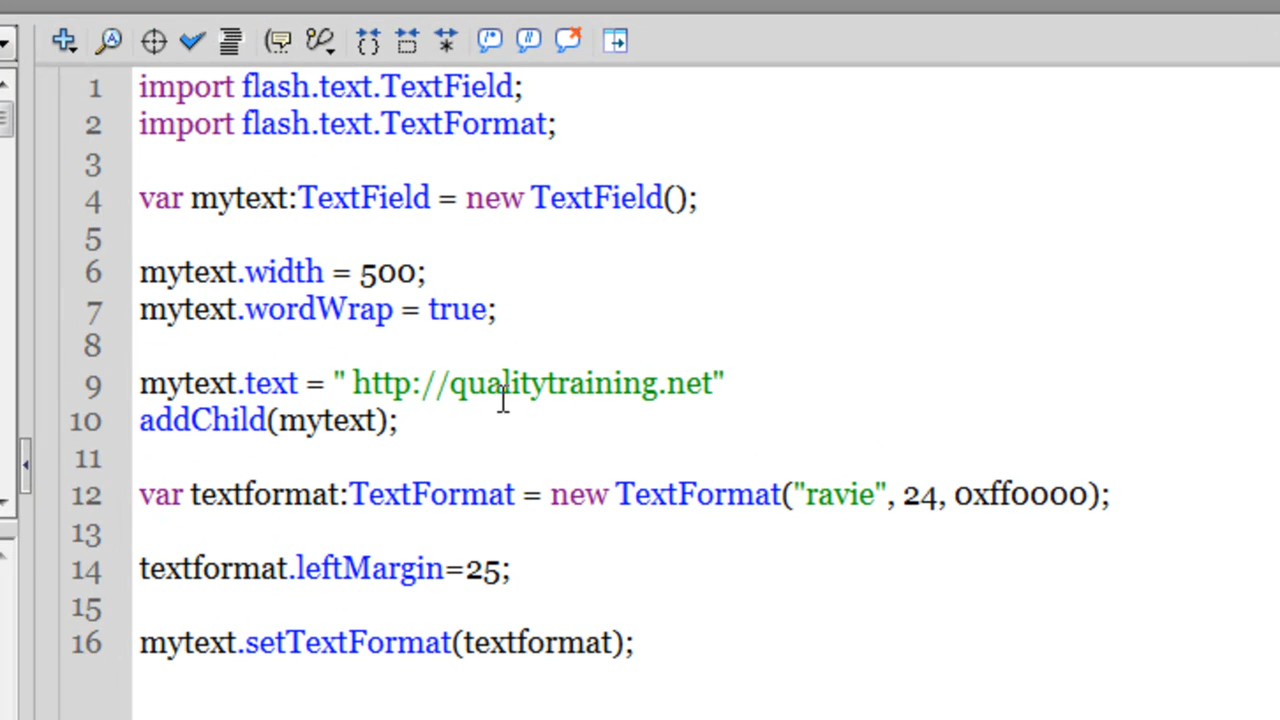 1 import flash.text.TextField;
2 import flash.text.TextFormat;
3
4 var mytext:TextField = new TextField();
5
6 mytext.width = 500;
7 mytext.wordWrap = true;
8
9 mytext.text = " http://qualitytraining.net"
10 addChild(mytext);
11
12 var textformat:TextFormat = new TextFormat("ravie", 24, 0xff0000);
13
14 textformat.leftMargin=25;
15
16 mytext.setTextFormat(textformat);